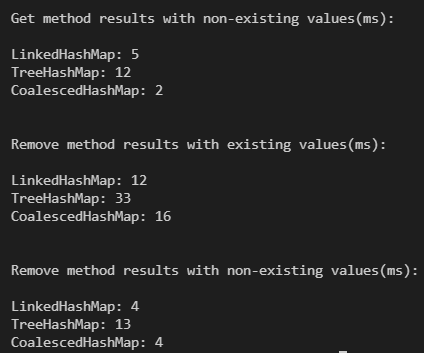 Get method results with non-existing values(ms):
LinkedHashMap: 5
TreeHashMap: 12
CoalescedHashMap: 2
Remove method results with existing values(ms):
LinkedHashMap: 12
TreeHashMap: 33
CoalescedHashMap: 16
Remove method results with non-existing values(ms):
LinkedHashMap: 4
TreeHashMap: 13
CoalescedHashMap: 4